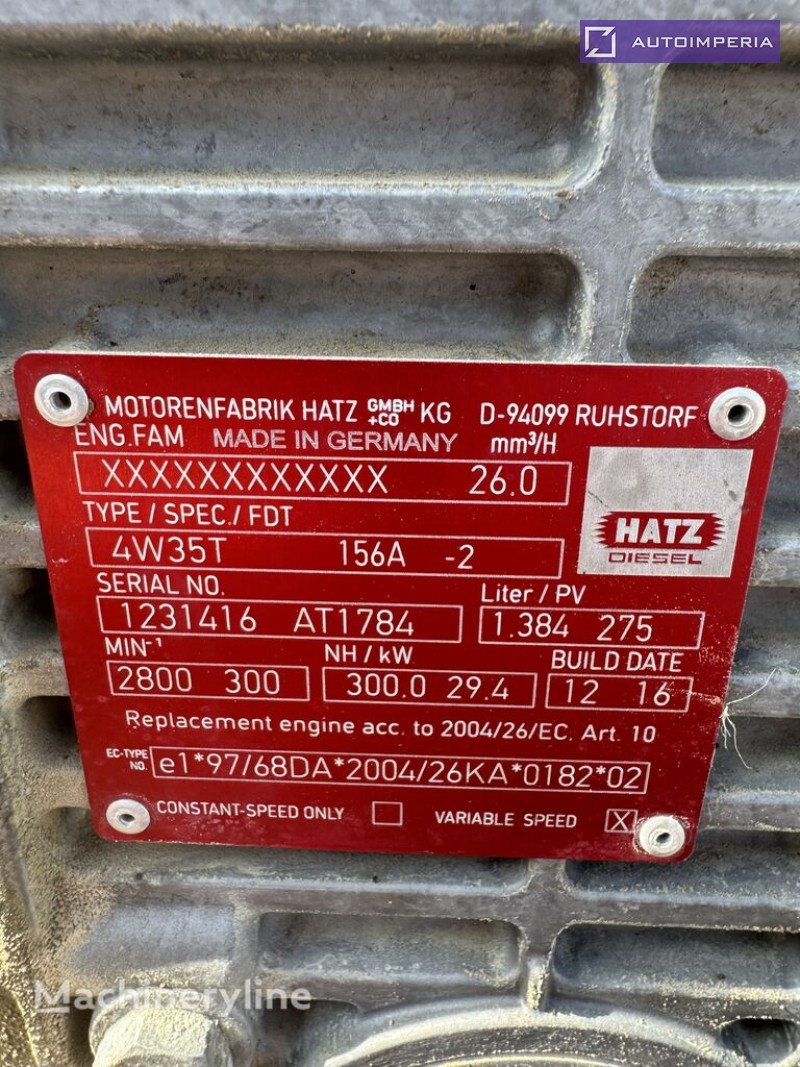 AUTOIMPERIA
MOTORENFABRIK HATZ GMBH +CO KG D-94099 RUHSTORF
ENG.FAM MADE IN GERMANY mm³/H
XXXXXXXXXXXX 26.0
HATZ
DIESEL
TYPE / SPEC./ FDT
4W35T 156A -2
SERIAL NO. Liter / PV
1231416 AT1784 1.384 275
MIN⁻¹ NH / kW BUILD DATE
2800 300 300.0 29.4 12 16
Replacement engine acc. to 2004/26/EC. Art. 10
EC-TYPE NO. e1*97/68DA*2004/26KA*0182*02
CONSTANT-SPEED ONLY VARIABLE SPEED X
Machineryline